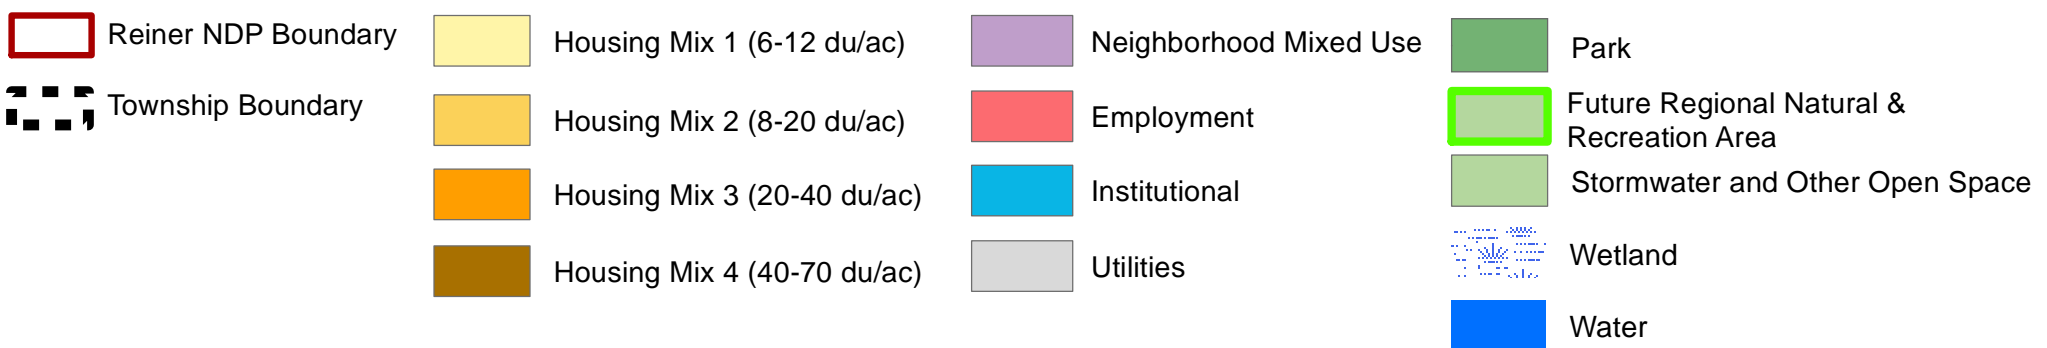 Reiner NDP Boundary
Township Boundary
Housing Mix 1 (6-12 du/ac)
Housing Mix 2 (8-20 du/ac)
Housing Mix 3 (20-40 du/ac)
Housing Mix 4 (40-70 du/ac)
Neighborhood Mixed Use
Employment
Institutional
Utilities
Park
Future Regional Natural &
Recreation Area
Stormwater and Other Open Space
Wetland
Water